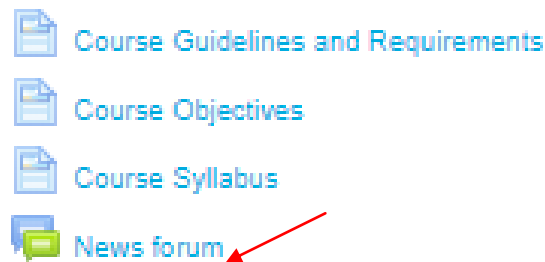 Course Guidelines and Requirements
Course Objectives
Course Syllabus
News forum